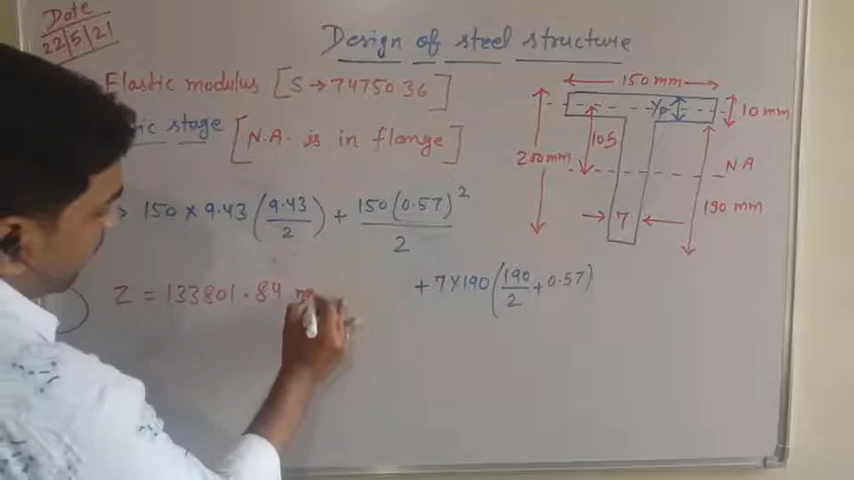 Date
22/5/21
Design of steel structure
Elastic modulus [S → 74750 36]
stage [N.A. is in flange]
150 × 9.43 (9.43/2) + 150(0.57)²/2
+ 7 × 190 (190/2 + 0.57)
Z = 133801.84
150 mm
10 mm
Yp
105
200mm
N.A
190 mm
7